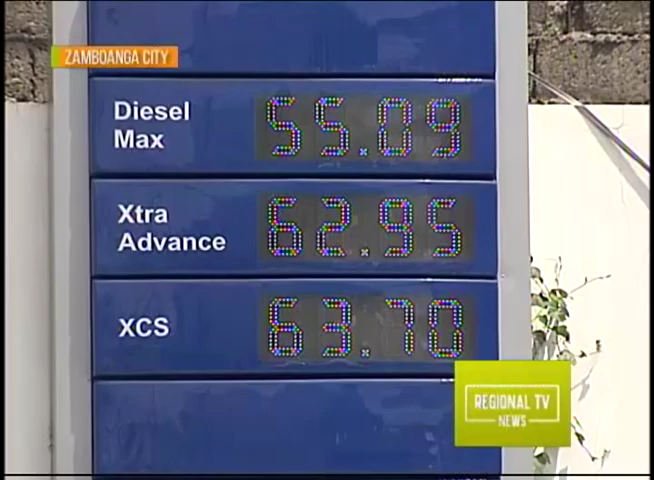 ZAMBOANGA CITY
Diesel
Max
55.09
Xtra
Advance
62.95
XCS
63.70
REGIONAL TV
NEWS